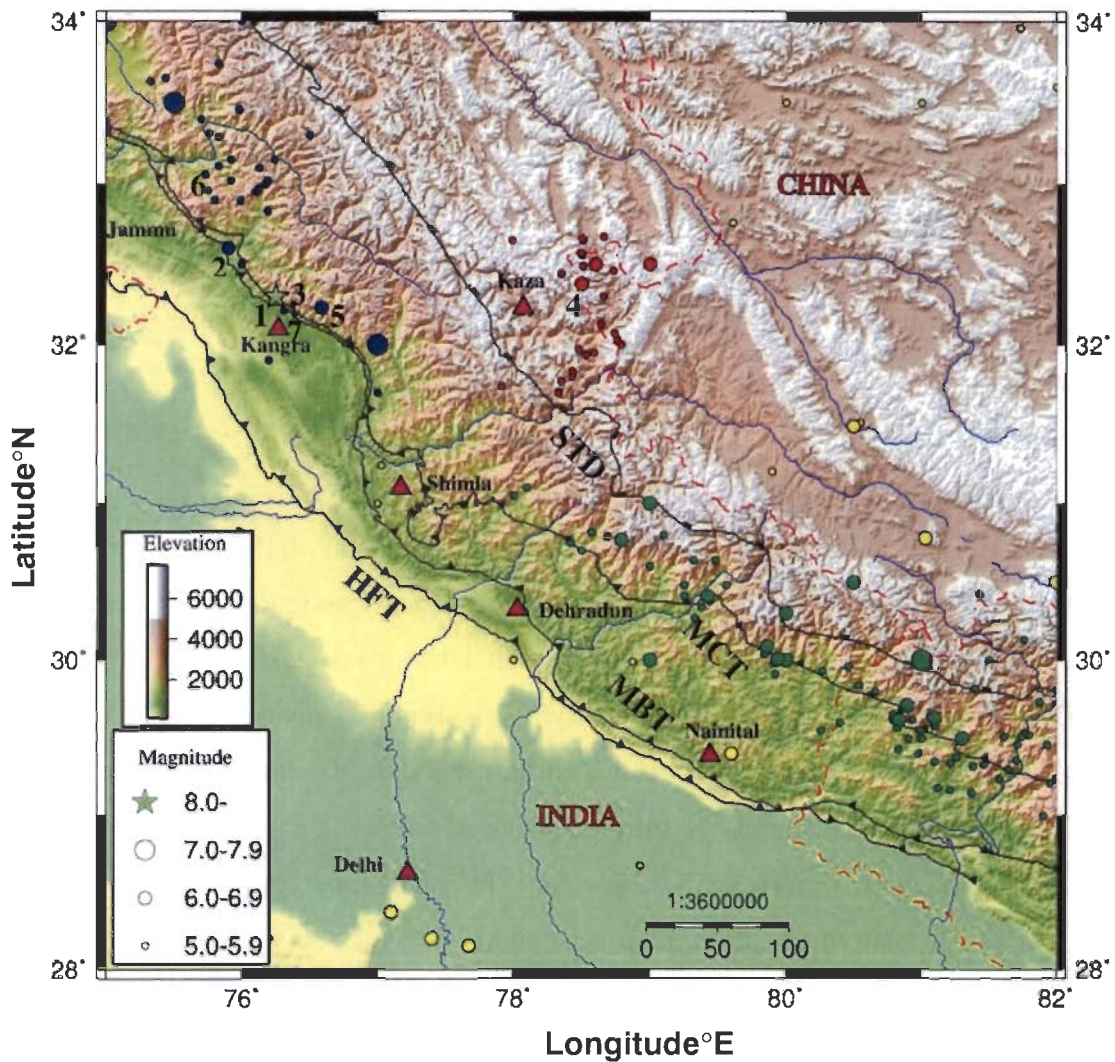 34˚
34˚
CHINA
6
Jammu
2
Kaza
3
4
1
5
7
Kangra
32˚
32˚
STD
Shimla
Latitude°N
Elevation
6000
4000
2000
HFT
Dehradun
MCT
30˚
30˚
MBT
Nainital
Magnitude
8.0-
7.0-7.9
6.0-6.9
5.0-5.9
INDIA
Delhi
1:3600000
0 50 100
28˚
28˚
76˚ 78˚ 80˚ 82˚
Longitude°E